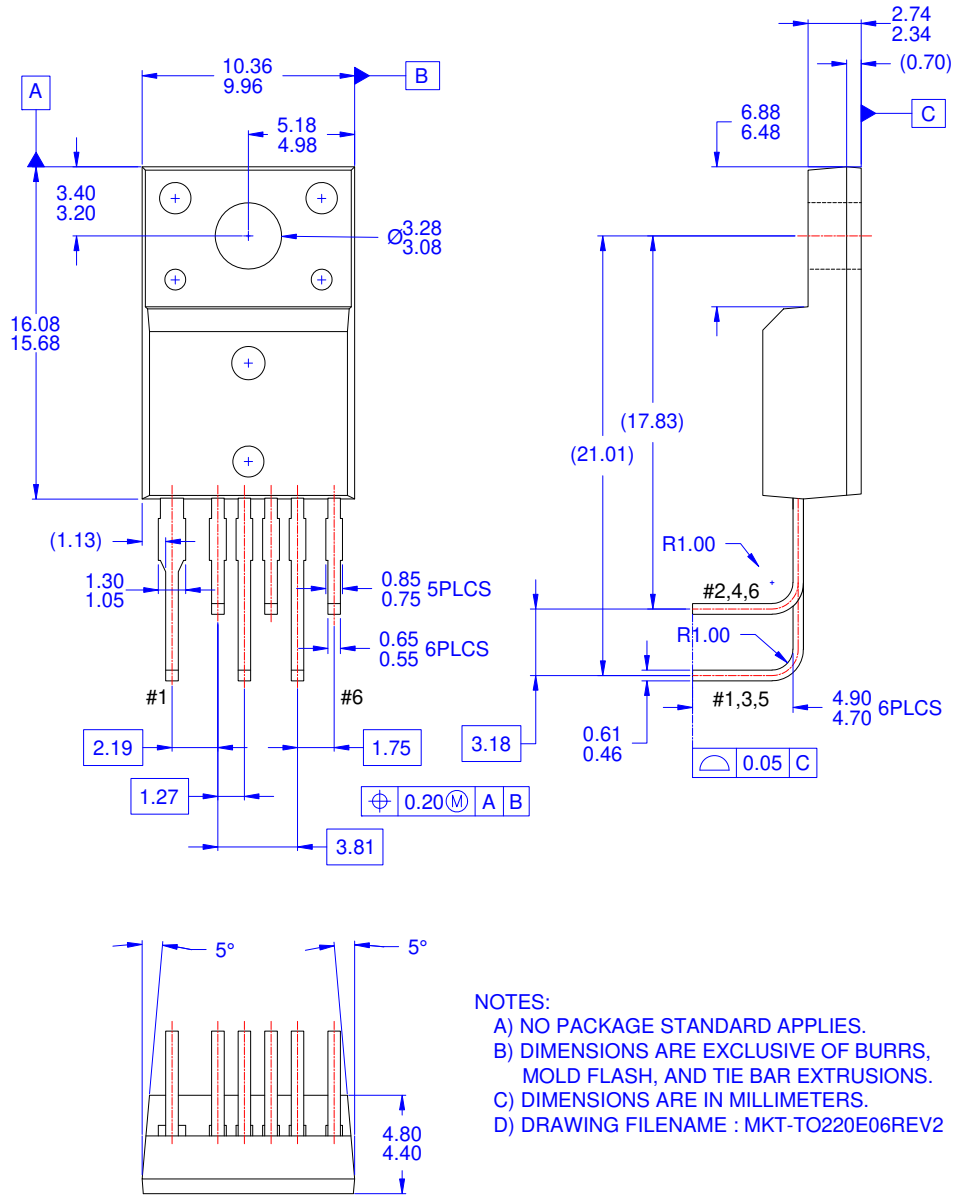 2.74
2.34
10.36
9.96
B
(0.70)
A
C
5.18
4.98
6.88
6.48
3.40
3.20
Ø3.28
3.08
16.08
15.68
(17.83)
(21.01)
(1.13)
R1.00
1.30
1.05
0.85
0.75 5PLCS
#2,4,6
0.65
0.55 6PLCS
R1.00
#1
#6
#1,3,5
4.90
4.70 6PLCS
2.19
1.75
3.18
0.61
0.46
0.05 C
1.27
⌖ 0.20Ⓜ A B
3.81
5°
5°
NOTES:
A) NO PACKAGE STANDARD APPLIES.
B) DIMENSIONS ARE EXCLUSIVE OF BURRS,
MOLD FLASH, AND TIE BAR EXTRUSIONS.
C) DIMENSIONS ARE IN MILLIMETERS.
D) DRAWING FILENAME : MKT-TO220E06REV2
4.80
4.40